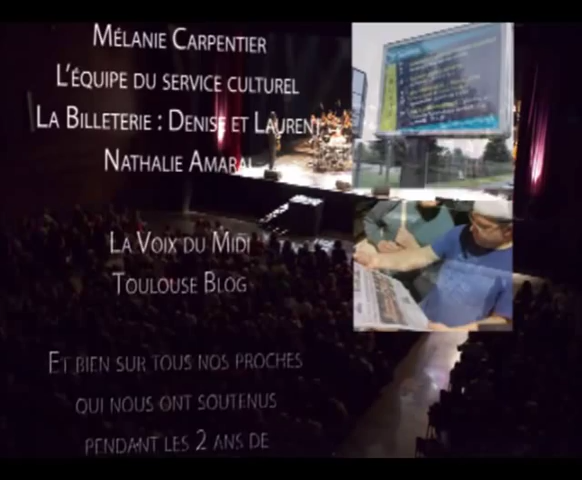 Mélanie Carpentier
L'équipe du service culturel
La Billeterie : Denise et Laurent
Nathalie Amaral
La Voix du Midi
Toulouse Blog
Et bien sur tous nos proches
qui nous ont soutenus
pendant les 2 ans de